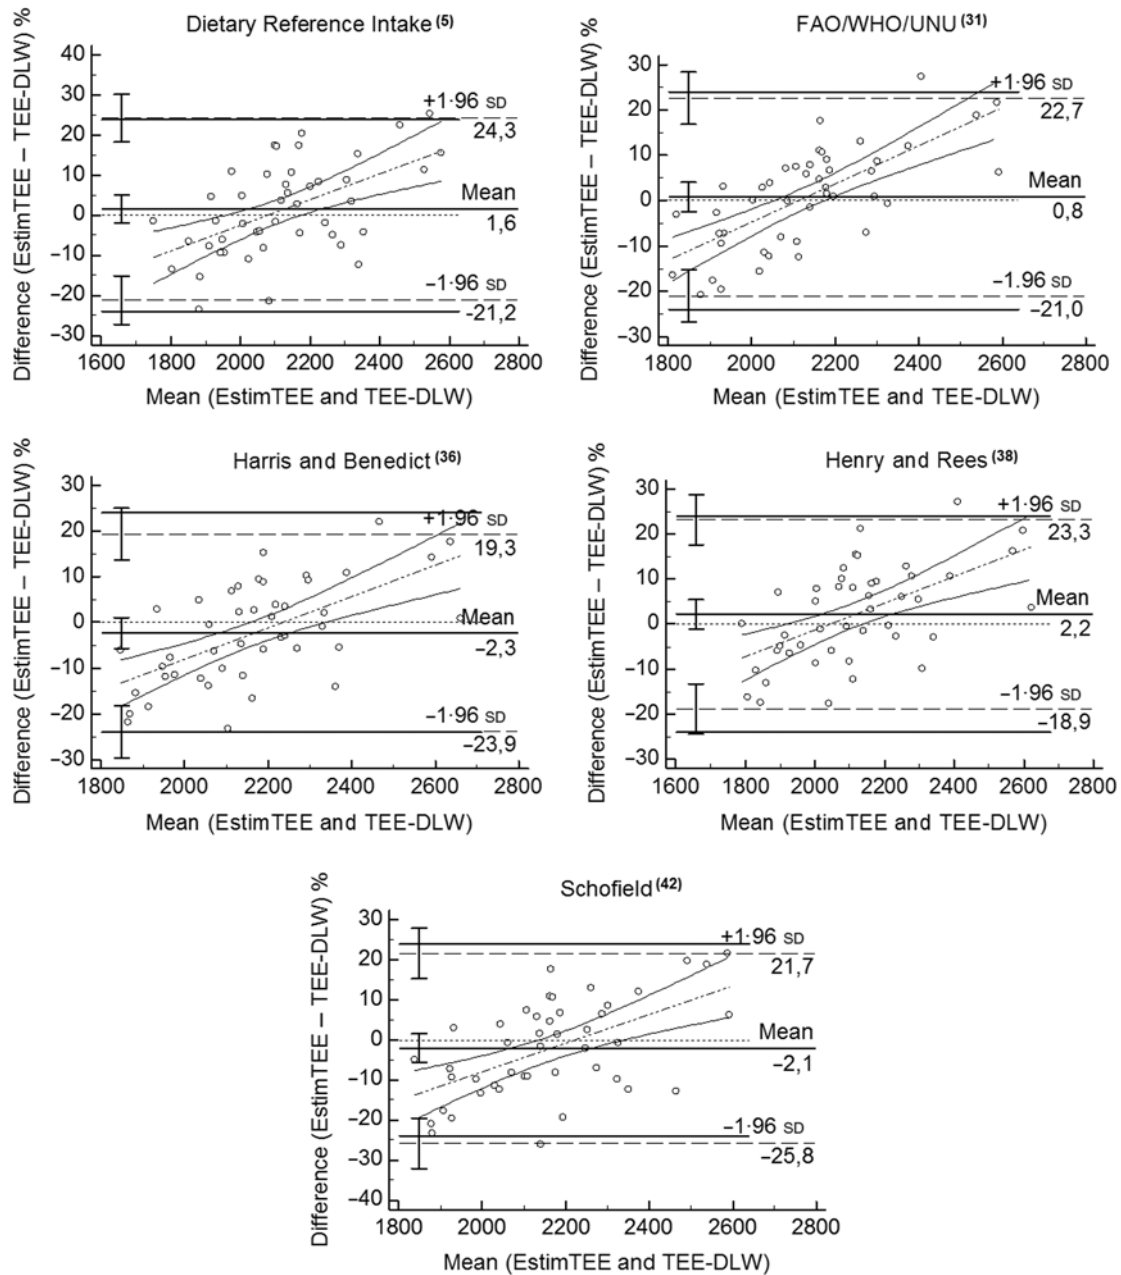 Dietary Reference Intake (5)
Difference (EstimTEE – TEE-DLW) %
40
30
20
10
0
–10
–20
–30
+1·96 SD
24,3
Mean
1,6
–1·96 SD
–21,2
1600 1800 2000 2200 2400 2600 2800
Mean (EstimTEE and TEE-DLW)
FAO/WHO/UNU (31)
Difference (EstimTEE – TEE-DLW) %
30
20
10
0
–10
–20
–30
+1·96 SD
22,7
Mean
0,8
–1.96 SD
–21,0
1800 2000 2200 2400 2600 2800
Mean (EstimTEE and TEE-DLW)
Harris and Benedict (36)
Difference (EstimTEE – TEE-DLW) %
30
20
10
0
–10
–20
–30
+1·96 SD
19,3
Mean
–2,3
–1·96 SD
–23,9
1800 2000 2200 2400 2600 2800
Mean (EstimTEE and TEE-DLW)
Henry and Rees (38)
Difference (EstimTEE – TEE-DLW) %
30
20
10
0
–10
–20
–30
+1·96 SD
23,3
Mean
2,2
–1·96 SD
–18,9
1600 1800 2000 2200 2400 2600 2800
Mean (EstimTEE and TEE-DLW)
Schofield (42)
Difference (EstimTEE – TEE-DLW) %
30
20
10
0
–10
–20
–30
–40
+1·96 SD
21,7
Mean
–2,1
–1·96 SD
–25,8
1800 2000 2200 2400 2600 2800
Mean (EstimTEE and TEE-DLW)